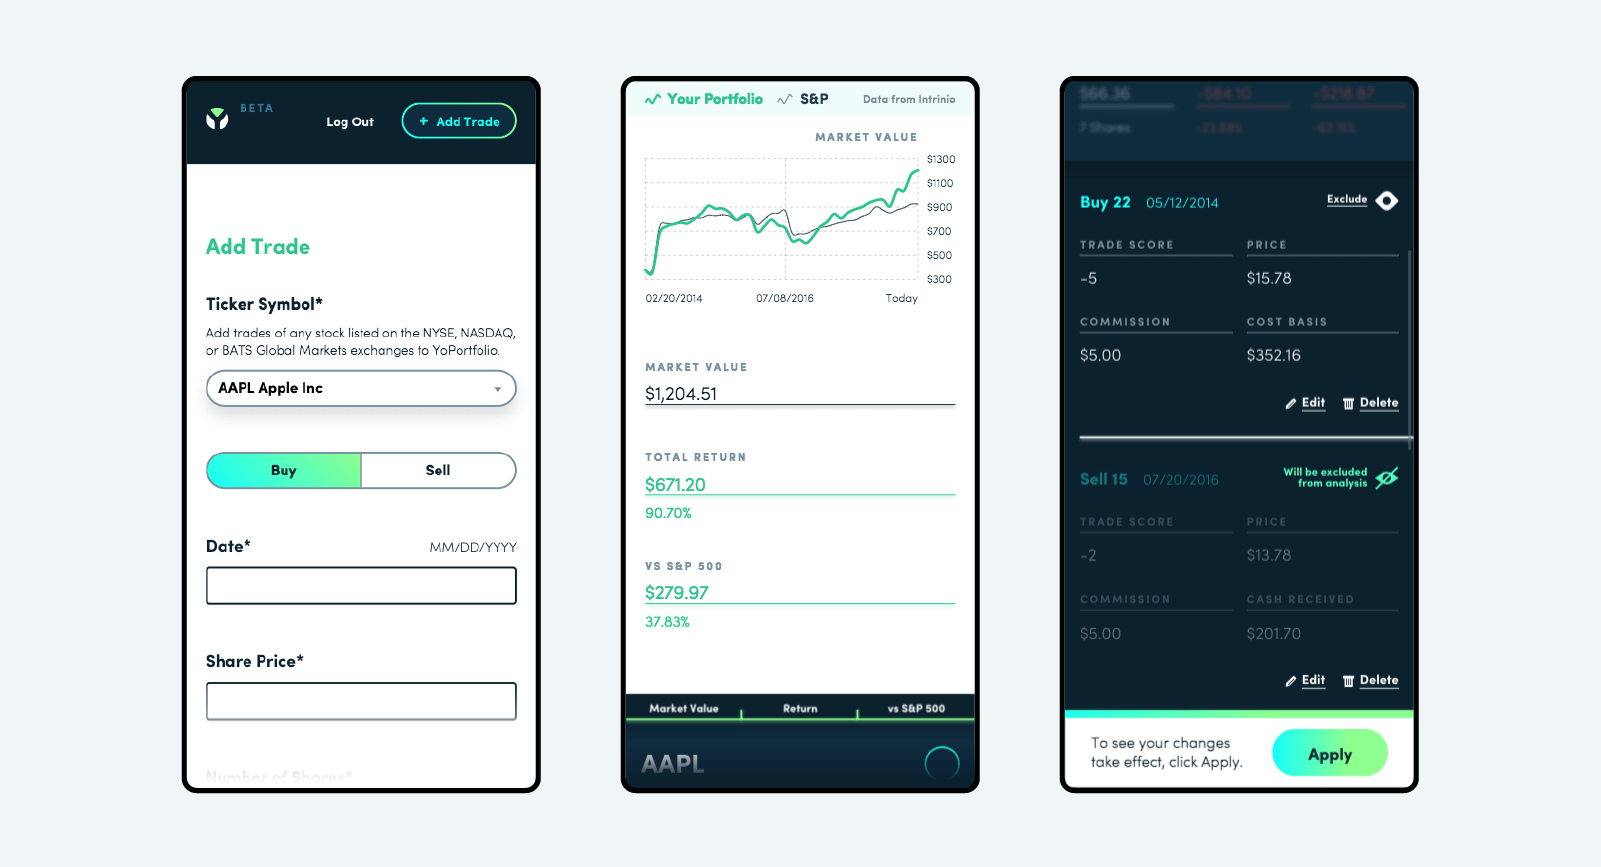 BETA
Log Out
+ Add Trade
Add Trade
Ticker Symbol*
Add trades of any stock listed on the NYSE, NASDAQ,
or BATS Global Markets exchanges to YoPortfolio.
AAPL Apple Inc
Buy
Sell
Date*
MM/DD/YYYY
Share Price*
Number of Shares*
Your Portfolio
S&P
Data from Intrinio
MARKET VALUE
$1300
$1100
$900
$700
$500
$300
02/20/2014
07/08/2016
Today
MARKET VALUE
$1,204.51
TOTAL RETURN
$671.20
90.70%
VS S&P 500
$279.97
37.83%
Market Value
Return
vs S&P 500
AAPL
$66.36
-$84.10
-$218.87
7 Shares
Buy 22
05/12/2014
Exclude
TRADE SCORE
PRICE
-5
$15.78
COMMISSION
COST BASIS
$5.00
$352.16
Edit
Delete
Sell 15
07/20/2016
Will be excluded
from analysis
TRADE SCORE
PRICE
-2
$13.78
COMMISSION
CASH RECEIVED
$5.00
$201.70
Edit
Delete
To see your changes
take effect, click Apply.
Apply